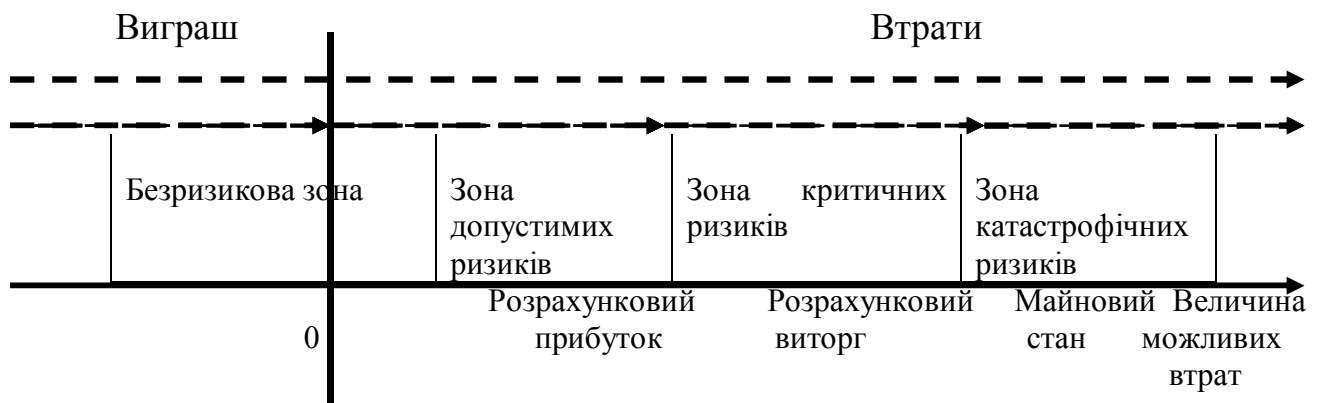 Виграш Втрати
Безризикова зона Зона Зона критичних Зона
допустимих ризиків катастрофічних
ризиків ризиків
Розрахунковий Розрахунковий Майновий Величина
0 прибуток виторг стан можливих
втрат